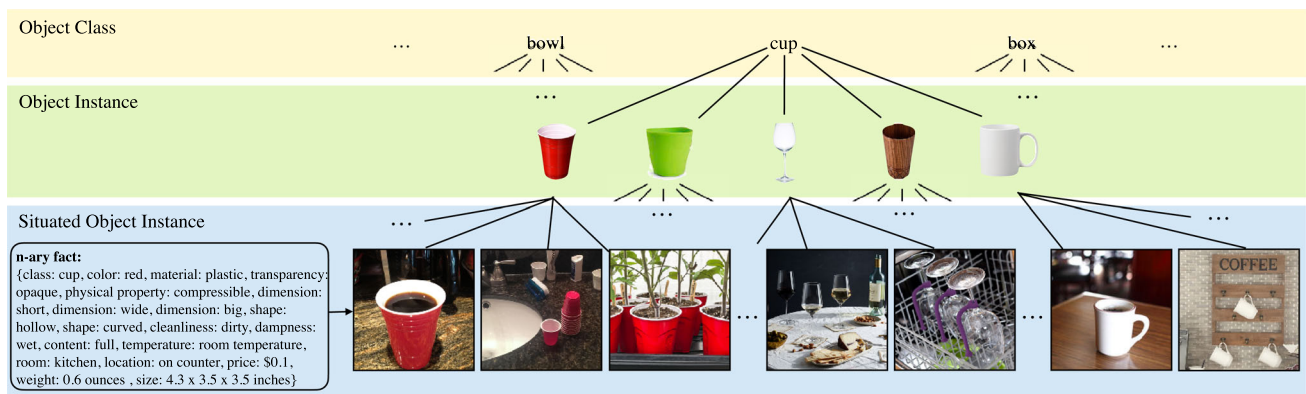 Object Class
... bowl cup box ...
Object Instance
... ...
Situated Object Instance
... ... ... ...
n-ary fact:
{class: cup, color: red, material: plastic, transparency:
opaque, physical property: compressible, dimension:
short, dimension: wide, dimension: big, shape:
hollow, shape: curved, cleanliness: dirty, dampness:
wet, content: full, temperature: room temperature,
room: kitchen, location: on counter, price: $0.1,
weight: 0.6 ounces , size: 4.3 x 3.5 x 3.5 inches}
... ...
COFFEE